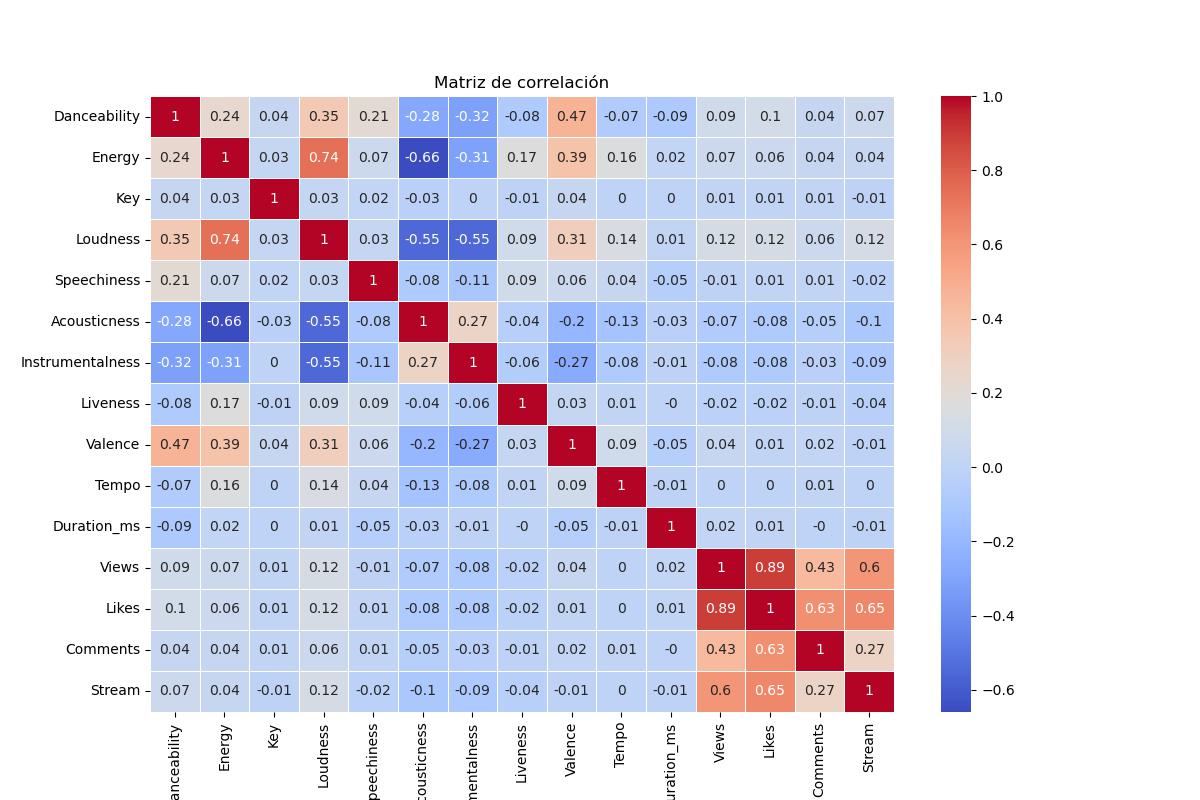 Matriz de correlación
Danceability 1 0.24 0.04 0.35 0.21 -0.28 -0.32 -0.08 0.47 -0.07 -0.09 0.09 0.1 0.04 0.07
Energy 0.24 1 0.03 0.74 0.07 -0.66 -0.31 0.17 0.39 0.16 0.02 0.07 0.06 0.04 0.04
Key 0.04 0.03 1 0.03 0.02 -0.03 0 -0.01 0.04 0 0 0.01 0.01 0.01 -0.01
Loudness 0.35 0.74 0.03 1 0.03 -0.55 -0.55 0.09 0.31 0.14 0.01 0.12 0.12 0.06 0.12
Speechiness 0.21 0.07 0.02 0.03 1 -0.08 -0.11 0.09 0.06 0.04 -0.05 -0.01 0.01 0.01 -0.02
Acousticness -0.28 -0.66 -0.03 -0.55 -0.08 1 0.27 -0.04 -0.2 -0.13 -0.03 -0.07 -0.08 -0.05 -0.1
Instrumentalness -0.32 -0.31 0 -0.55 -0.11 0.27 1 -0.06 -0.27 -0.08 -0.01 -0.08 -0.08 -0.03 -0.09
Liveness -0.08 0.17 -0.01 0.09 0.09 -0.04 -0.06 1 0.03 0.01 -0 -0.02 -0.02 -0.01 -0.04
Valence 0.47 0.39 0.04 0.31 0.06 -0.2 -0.27 0.03 1 0.09 -0.05 0.04 0.01 0.02 -0.01
Tempo -0.07 0.16 0 0.14 0.04 -0.13 -0.08 0.01 0.09 1 -0.01 0 0 0.01 0
Duration_ms -0.09 0.02 0 0.01 -0.05 -0.03 -0.01 -0 -0.05 -0.01 1 0.02 0.01 -0 -0.01
Views 0.09 0.07 0.01 0.12 -0.01 -0.07 -0.08 -0.02 0.04 0 0.02 1 0.89 0.43 0.6
Likes 0.1 0.06 0.01 0.12 0.01 -0.08 -0.08 -0.02 0.01 0 0.01 0.89 1 0.63 0.65
Comments 0.04 0.04 0.01 0.06 0.01 -0.05 -0.03 -0.01 0.02 0.01 -0 0.43 0.63 1 0.27
Stream 0.07 0.04 -0.01 0.12 -0.02 -0.1 -0.09 -0.04 -0.01 0 -0.01 0.6 0.65 0.27 1
anceability
Energy
Key
Loudness
peechiness
cousticness
mentalness
Liveness
Valence
Tempo
uration_ms
Views
Likes
Comments
Stream
1.0
0.8
0.6
0.4
0.2
0.0
−0.2
−0.4
−0.6